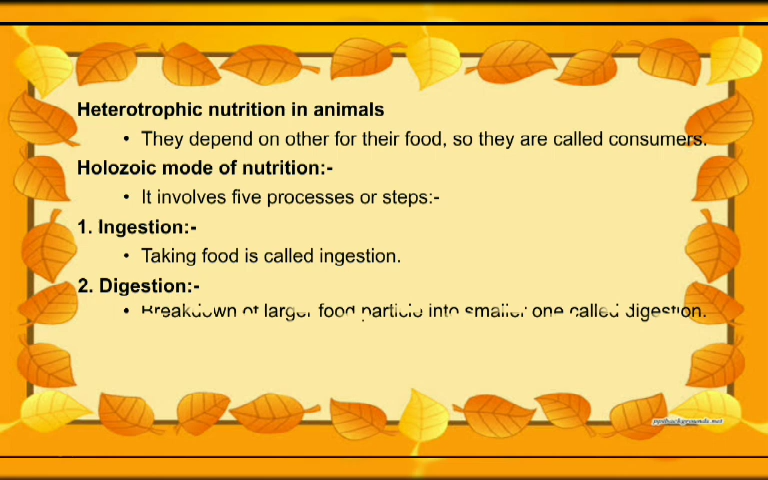 Heterotrophic nutrition in animals
• They depend on other for their food, so they are called consumers.
Holozoic mode of nutrition:-
• It involves five processes or steps:-
1. Ingestion:-
• Taking food is called ingestion.
2. Digestion:-
• Breakdown of larger food particle into smaller one called digestion.
pptbackgrounds.net